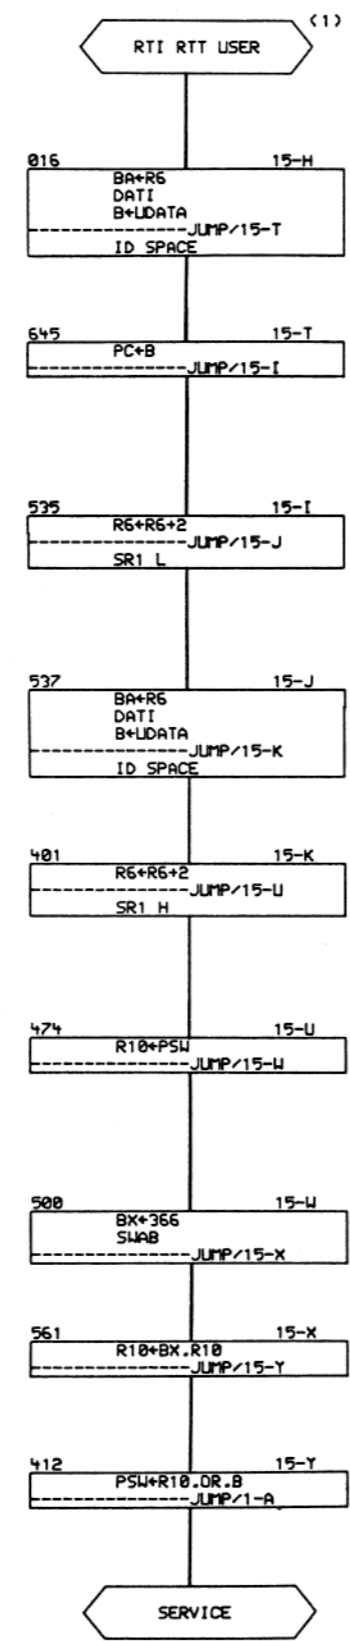 (1)
RTI RTT USER
016 15-H
BA←R6
DATI
B←UDATA
JUMP/15-T
ID SPACE
645 15-T
PC←B
JUMP/15-I
535 15-I
R6←R6+2
JUMP/15-J
SR1 L
537 15-J
BA←R6
DATI
B←UDATA
JUMP/15-K
ID SPACE
401 15-K
R6←R6+2
JUMP/15-U
SR1 H
474 15-U
R10←PSW
JUMP/15-W
500 15-W
BX←366
SWAB
JUMP/15-X
561 15-X
R10←BX.R10
JUMP/15-Y
412 15-Y
PSW←R10.OR.B
JUMP/1-A
SERVICE